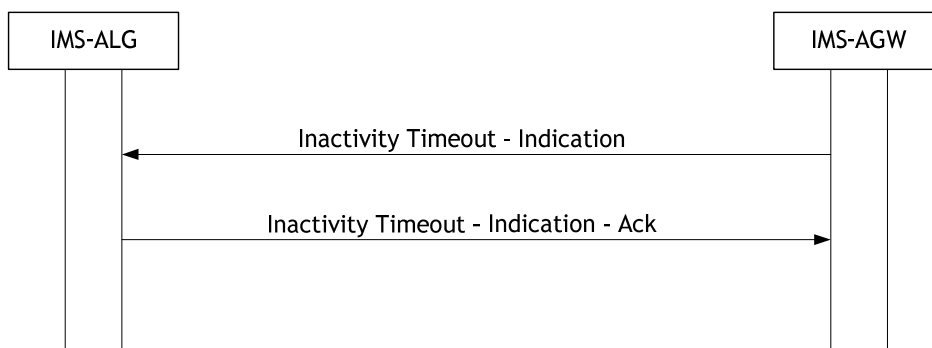 IMS-ALG
IMS-AGW
Inactivity Timeout - Indication
Inactivity Timeout – Indication - Ack